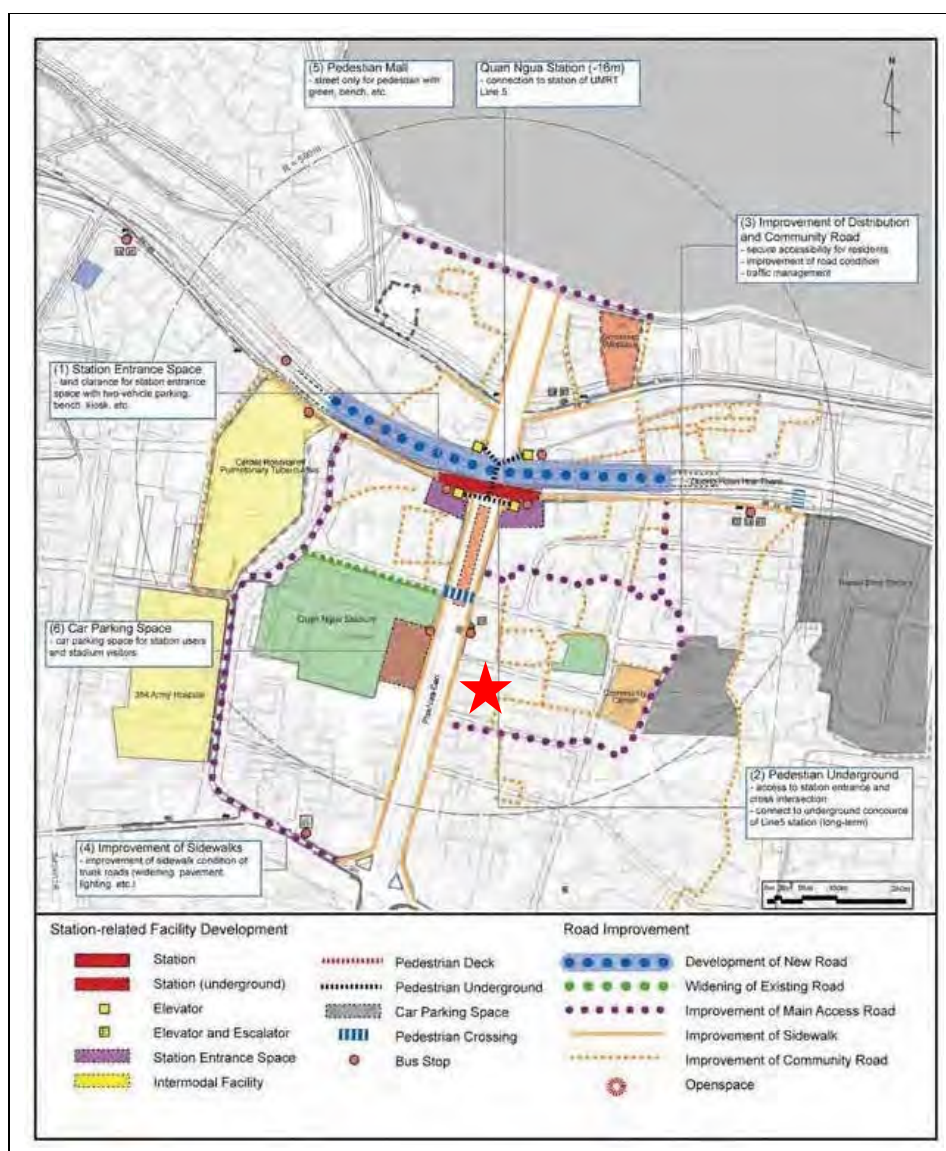 (5) Pedestian Mall
- street only for pedestrian with
green, bench, etc.
Quan Ngua Station (-16m)
- connection to station of UMRT
Line 5
N
R = 500m
(3) Improvement of Distribution
and Community Road
- secure accessibility for residents
- improvement of road condition
- traffic management
(1) Station Entrance Space
- land clarance for station entrance
space with two-vehicle parking,
bench, kiosk, etc.
Quan Ngua Stadium
(6) Car Parking Space
- car parking space for station users
and stadium visitors
354 Army Hospital
Community
(2) Pedestrian Underground
- access to station entrance and
cross intersection
- connect to underground concource
of Line5 station (long-term)
(4) Improvement of Sidewalks
- improvement of sidewalk condition of
trunk roads (widening, pavement,
lighting, etc.)
Station-related Facility Development
Station
Station (underground)
Elevator
Elevator and Escalator
Station Entrance Space
Intermodal Facility
Pedestrian Deck
Pedestrian Underground
Car Parking Space
Pedestrian Crossing
Bus Stop
Road Improvement
Development of New Road
Widening of Existing Road
Improvement of Main Access Road
Improvement of Sidewalk
Improvement of Community Road
Openspace